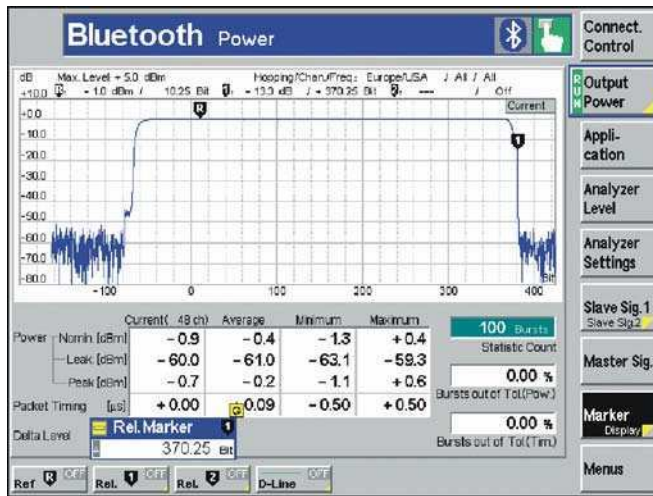 Bluetooth Power
Connect. Control
dB Max. Level + 5.0 dBm Hopping/Chan./Freq: Europe/USA / All / All
+10.0 R: - 1.0 dBm / 10.25 Bit 1: - 13.3 dB / + 370.25 Bit 2: --- / Off
Current
R
+0.0
1
-10.0
-20.0
-30.0
-40.0
-50.0
-60.0
-70.0
-80.0
Bit
-100 0 100 200 300 400
RUN
Output Power
Appli-
cation
Analyzer Level
Analyzer Settings
Slave Sig.1
Slave Sig.2
Master Sig.
Marker
Display
Menus
Current( 48 ch) Average Minimum Maximum
Power Nomin [dBm] - 0.9 - 0.4 - 1.3 + 0.4
Leak [dBm] - 60.0 - 61.0 - 63.1 - 59.3
Peak [dBm] - 0.7 - 0.2 - 1.1 + 0.6
Packet Timing [µs] + 0.00 0.09 - 0.50 + 0.50
Delta Level
100 Bursts
Statistic Count
0.00 %
Bursts out of Tol.(Pow.)
0.00 %
Bursts out of Tol(Tim.)
Rel. Marker 1
370.25 Bit
Ref R OFF Rel. 1 OFF Rel. 2 OFF D-Line OFF